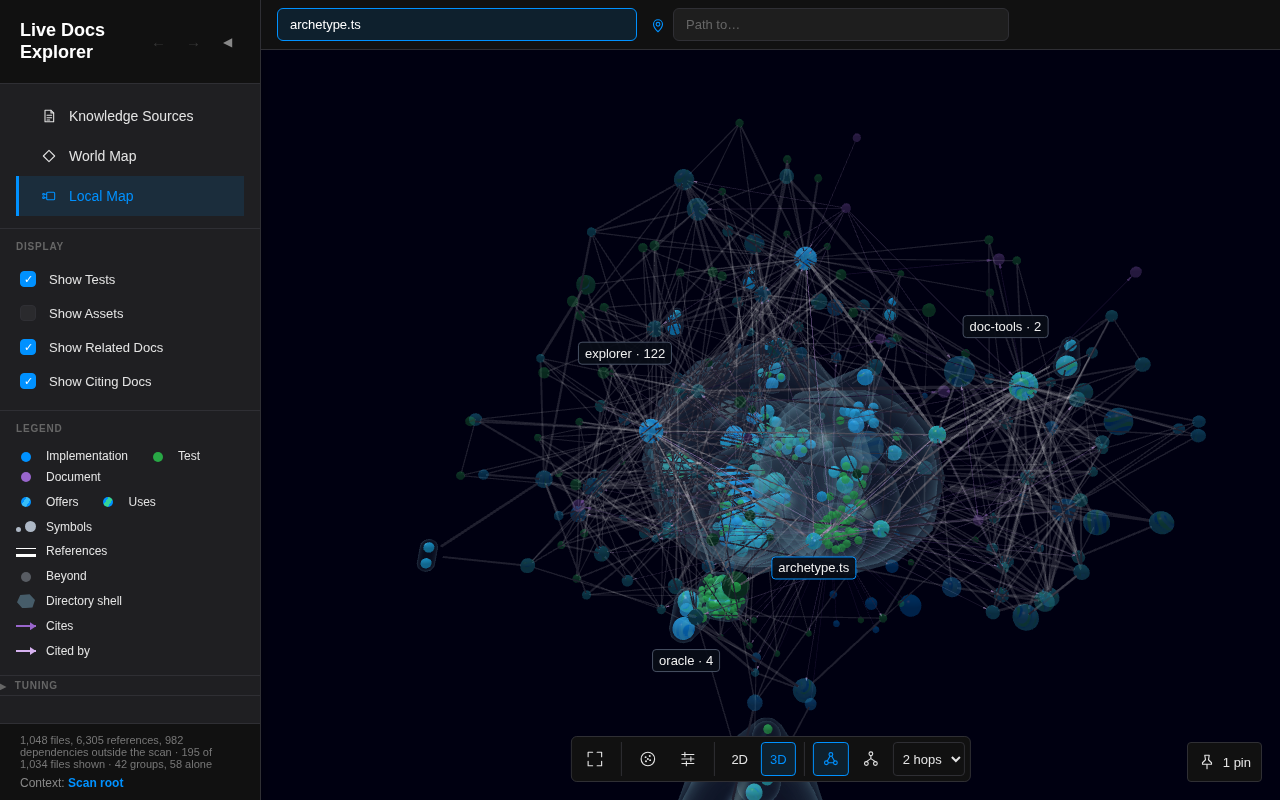 Live Docs
Explorer
archetype.ts
Path to…
Knowledge Sources
World Map
Local Map
DISPLAY
Show Tests
Show Assets
Show Related Docs
Show Citing Docs
LEGEND
Implementation
Test
Document
Offers
Uses
Symbols
References
Beyond
Directory shell
Cites
Cited by
TUNING
1,048 files, 6,305 references, 982
dependencies outside the scan · 195 of
1,034 files shown · 42 groups, 58 alone
Context: Scan root
doc-tools · 2
explorer · 122
archetype.ts
oracle · 4
2D
3D
2 hops
1 pin